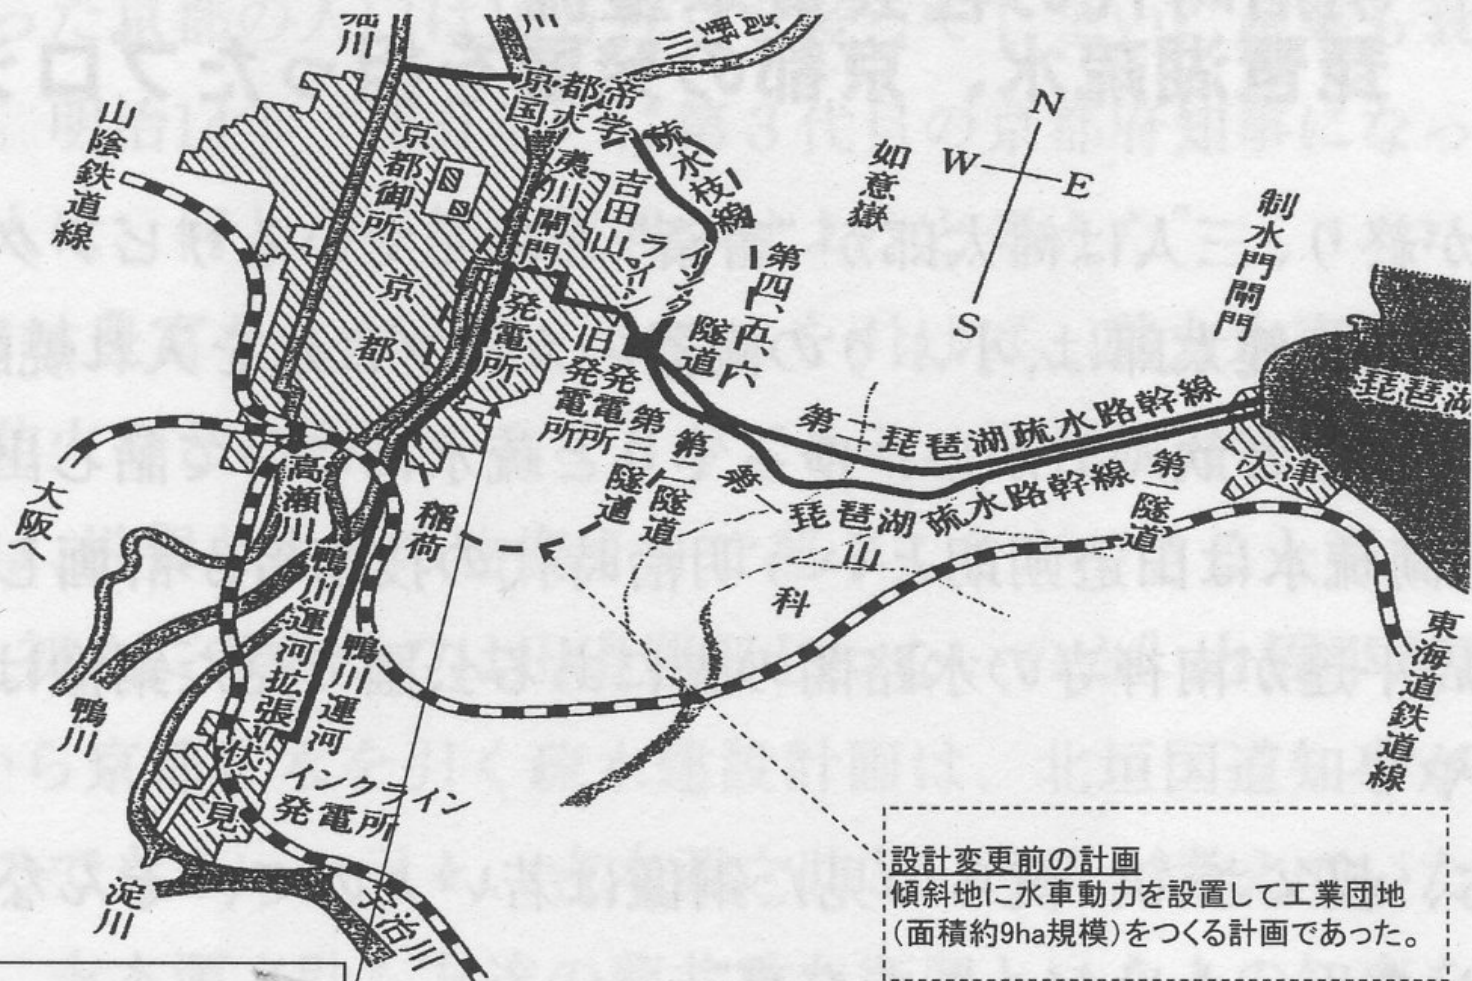 堀川
高野川
山陰鉄道線
京都御所
京都
京都帝国大学
夷川閘門
吉田山
疏水枝線
如意嶽
N
W
E
S
インクライン
第四、五、六
隧道
制水門閘門
発電所
旧発電所
発電所
第三隧道
第二隧道
第一隧道
第二琵琶湖疏水路幹線
第一琵琶湖疏水路幹線
琵琶湖
大津
山科
大阪へ
高瀬川
稲荷
鴨川運河拡張
鴨川運河
鴨川
伏見
インクライン
発電所
淀川
宇治川
東海道鉄道線
設計変更前の計画
傾斜地に水車動力を設置して工業団地
（面積約9ha規模）をつくる計画であった。